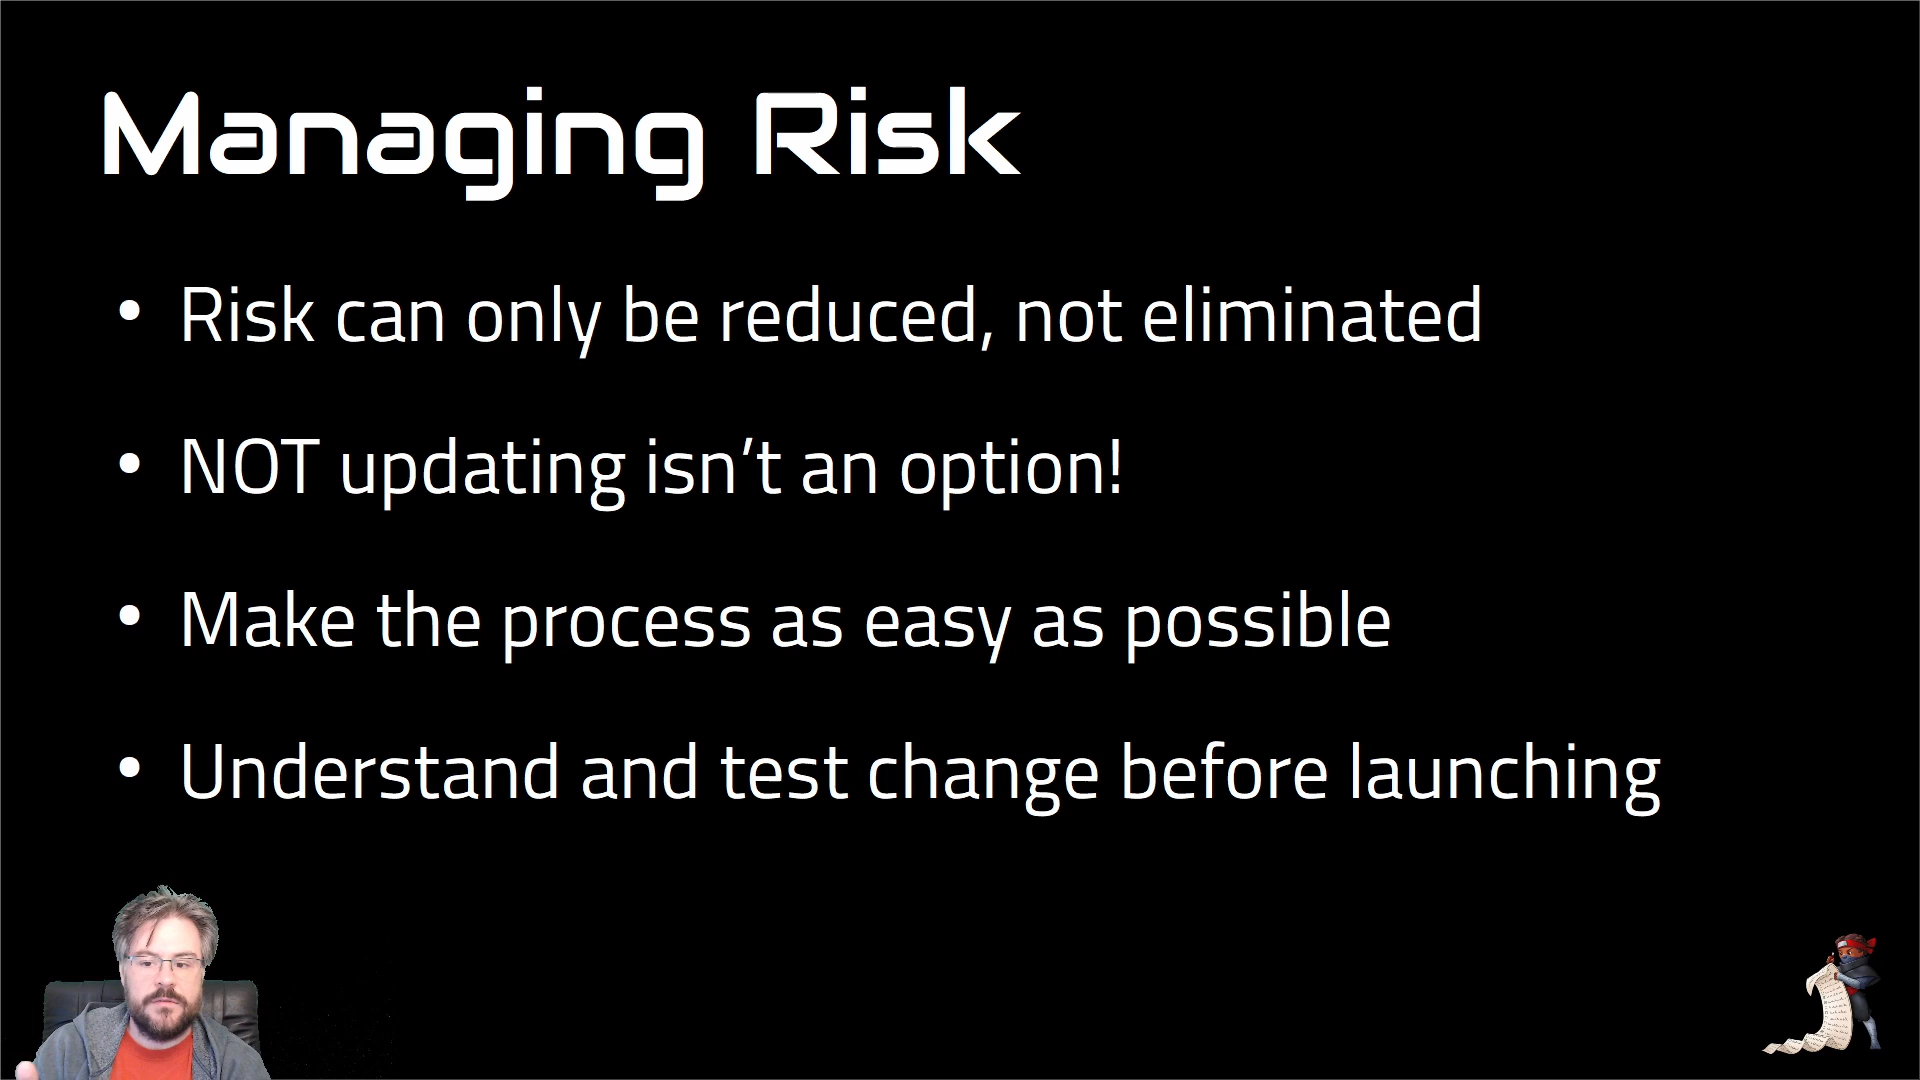 Managing Risk
• Risk can only be reduced, not eliminated
• NOT updating isn’t an option!
• Make the process as easy as possible
• Understand and test change before launching